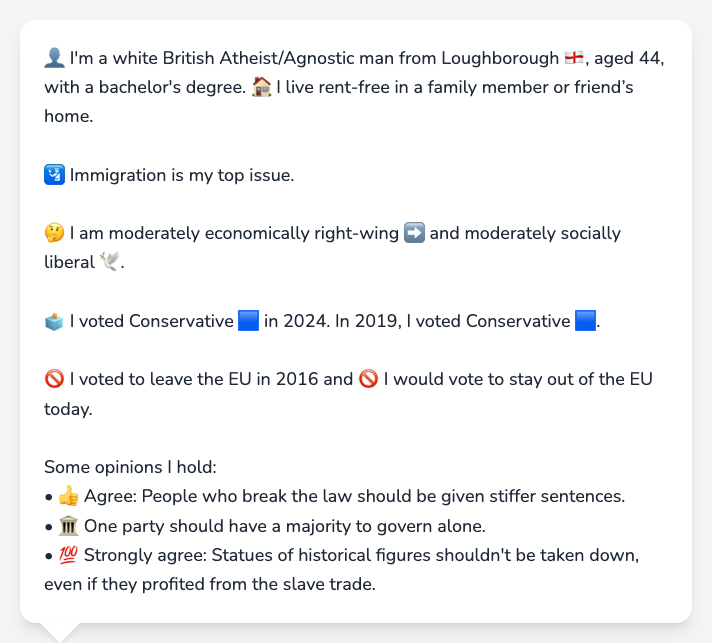 👤 I'm a white British Atheist/Agnostic man from Loughborough 🏴󠁧󠁢󠁥󠁮󠁧󠁿, aged 44,
with a bachelor's degree. 🏠 I live rent-free in a family member or friend’s
home.
🛂 Immigration is my top issue.
🤔 I am moderately economically right-wing ➡️ and moderately socially
liberal 🕊️.
🗳️ I voted Conservative 🟦 in 2024. In 2019, I voted Conservative 🟦.
🚫 I voted to leave the EU in 2016 and 🚫 I would vote to stay out of the EU
today.
Some opinions I hold:
• 👍 Agree: People who break the law should be given stiffer sentences.
• 🏛️ One party should have a majority to govern alone.
• 💯 Strongly agree: Statues of historical figures shouldn't be taken down,
even if they profited from the slave trade.